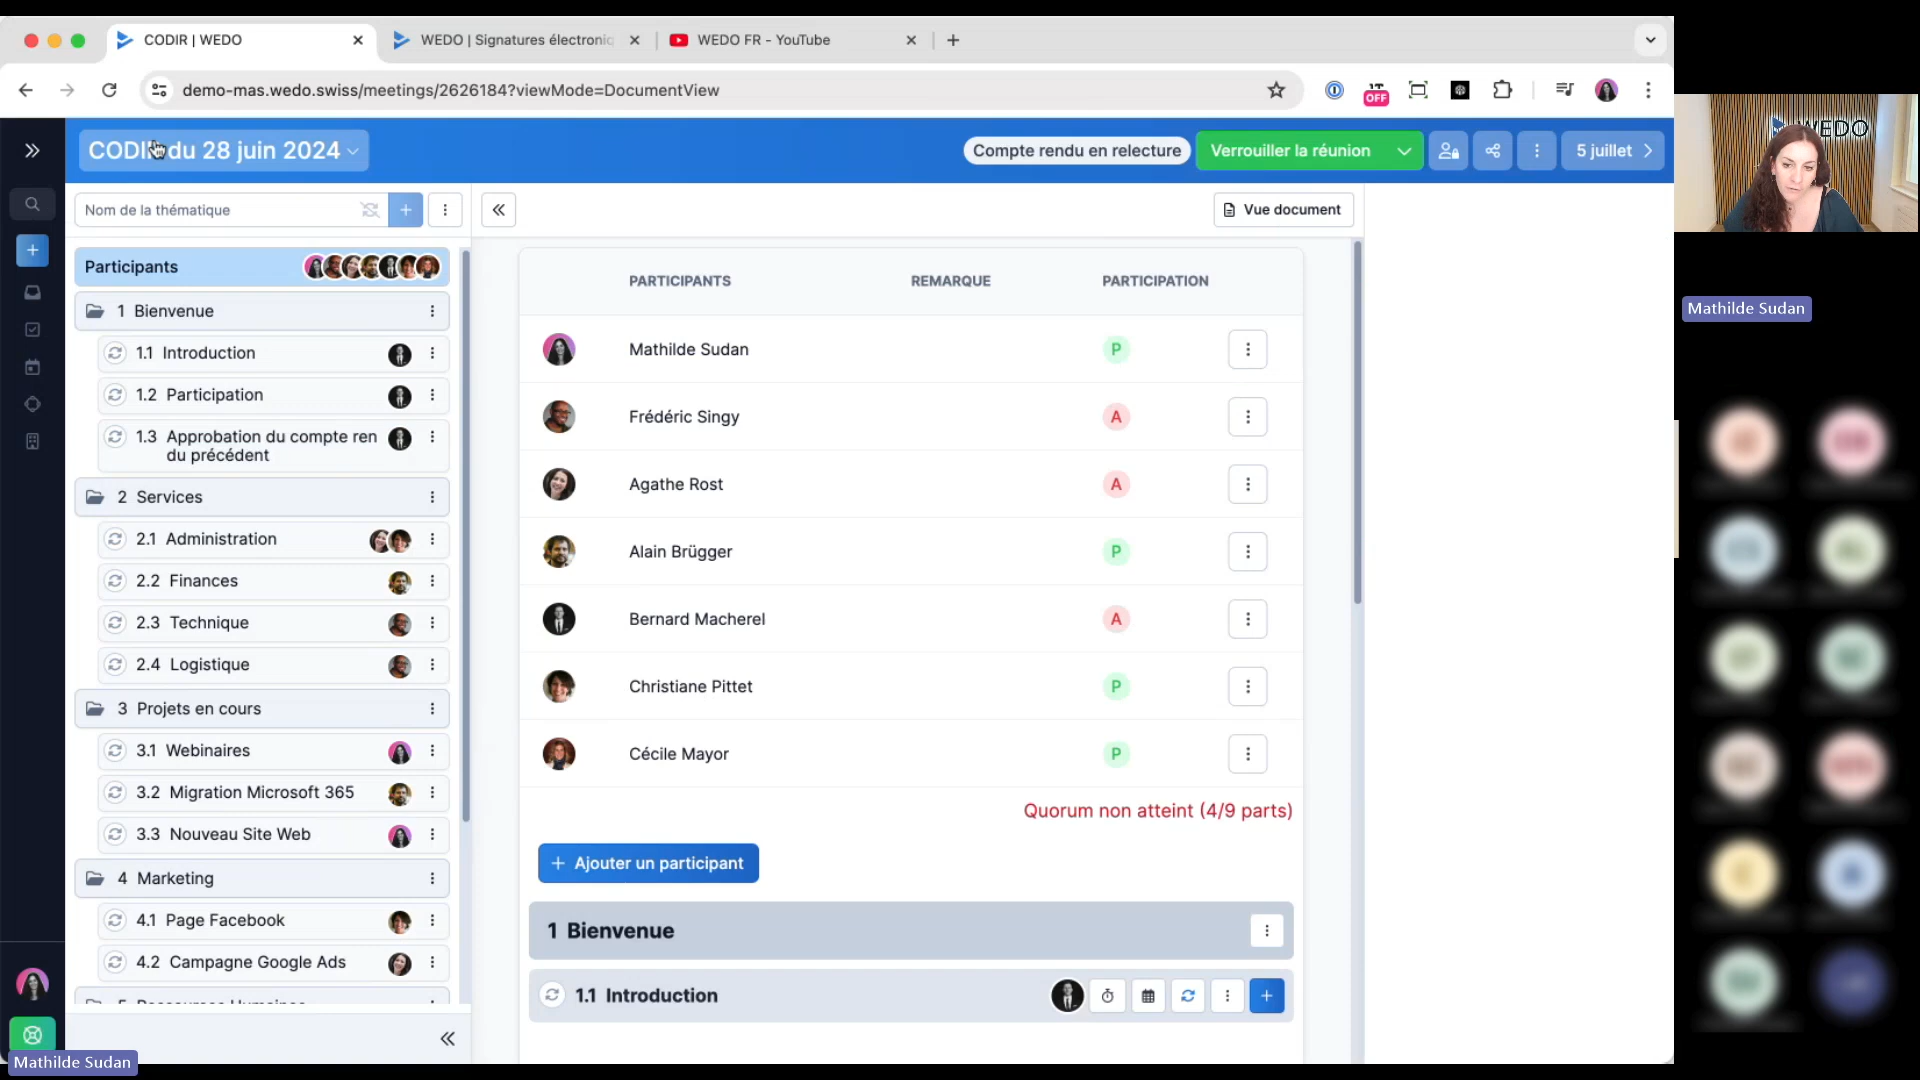 CODIR | WEDO
WEDO | Signatures électroniq
WEDO FR - YouTube
demo-mas.wedo.swiss/meetings/2626184?viewMode=DocumentView
OFF
CODIR du 28 juin 2024
Compte rendu en relecture
Verrouiller la réunion
5 juillet
WEDO
Nom de la thématique
Vue document
Participants
1 Bienvenue
1.1 Introduction
1.2 Participation
1.3 Approbation du compte ren
du précédent
2 Services
2.1 Administration
2.2 Finances
2.3 Technique
2.4 Logistique
3 Projets en cours
3.1 Webinaires
3.2 Migration Microsoft 365
3.3 Nouveau Site Web
4 Marketing
4.1 Page Facebook
4.2 Campagne Google Ads
5 Ressources Humaines
PARTICIPANTS REMARQUE PARTICIPATION
Mathilde Sudan P
Frédéric Singy A
Agathe Rost A
Alain Brügger P
Bernard Macherel A
Christiane Pittet P
Cécile Mayor P
Quorum non atteint (4/9 parts)
Ajouter un participant
1 Bienvenue
1.1 Introduction
Mathilde Sudan
Mathilde Sudan